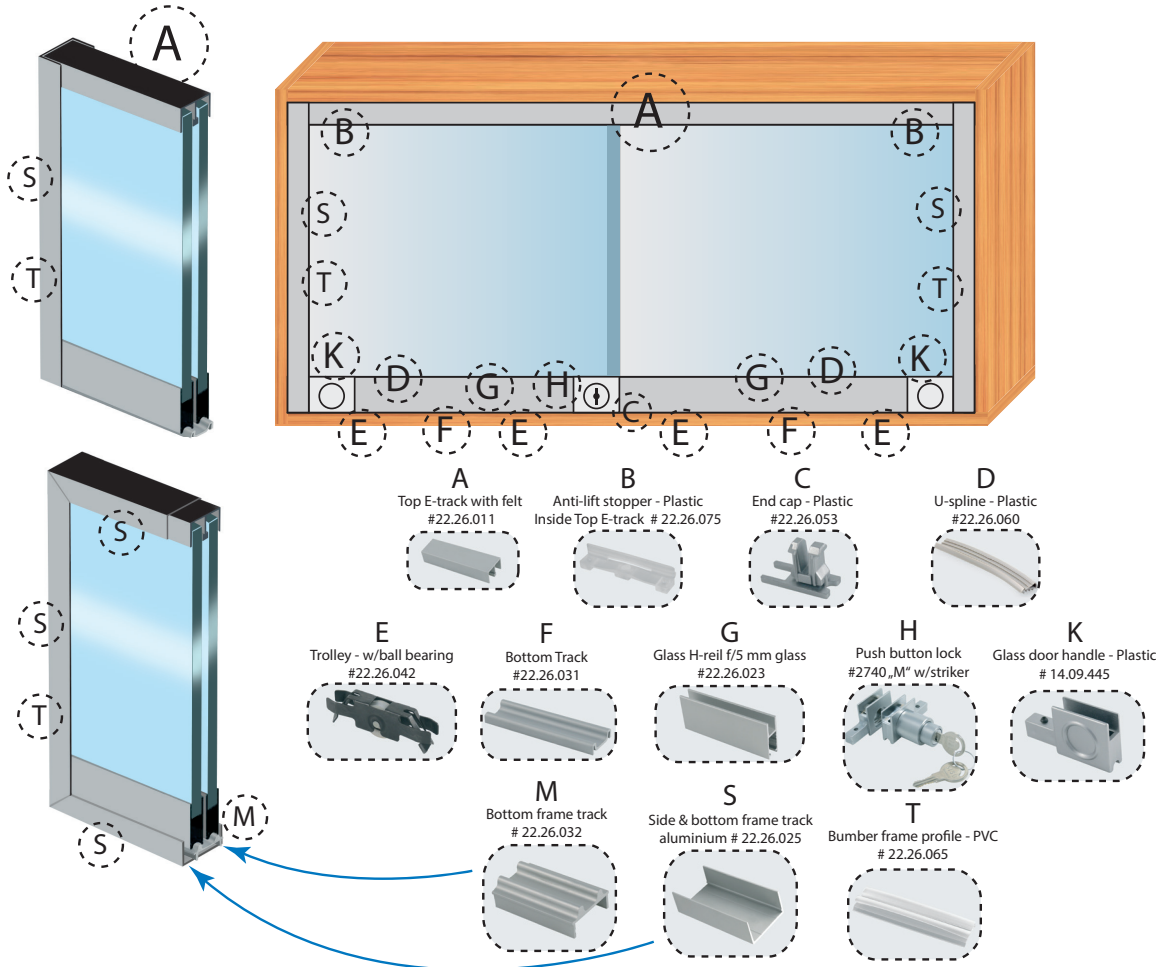 A
A
B
B
S
S
S
T
T
T
K
K
D
G
H
G
D
C
E
F
E
E
F
E
A
Top E-track with felt
#22.26.011
B
Anti-lift stopper - Plastic
Inside Top E-track # 22.26.075
C
End cap - Plastic
#22.26.053
D
U-spline - Plastic
#22.26.060
S
S
T
M
S
E
Trolley - w/ball bearing
#22.26.042
F
Bottom Track
#22.26.031
G
Glass H-reil f/5 mm glass
#22.26.023
H
Push button lock
#2740 „M“ w/striker
K
Glass door handle - Plastic
# 14.09.445
M
Bottom frame track
# 22.26.032
S
Side & bottom frame track
aluminium # 22.26.025
T
Bumber frame profile - PVC
# 22.26.065